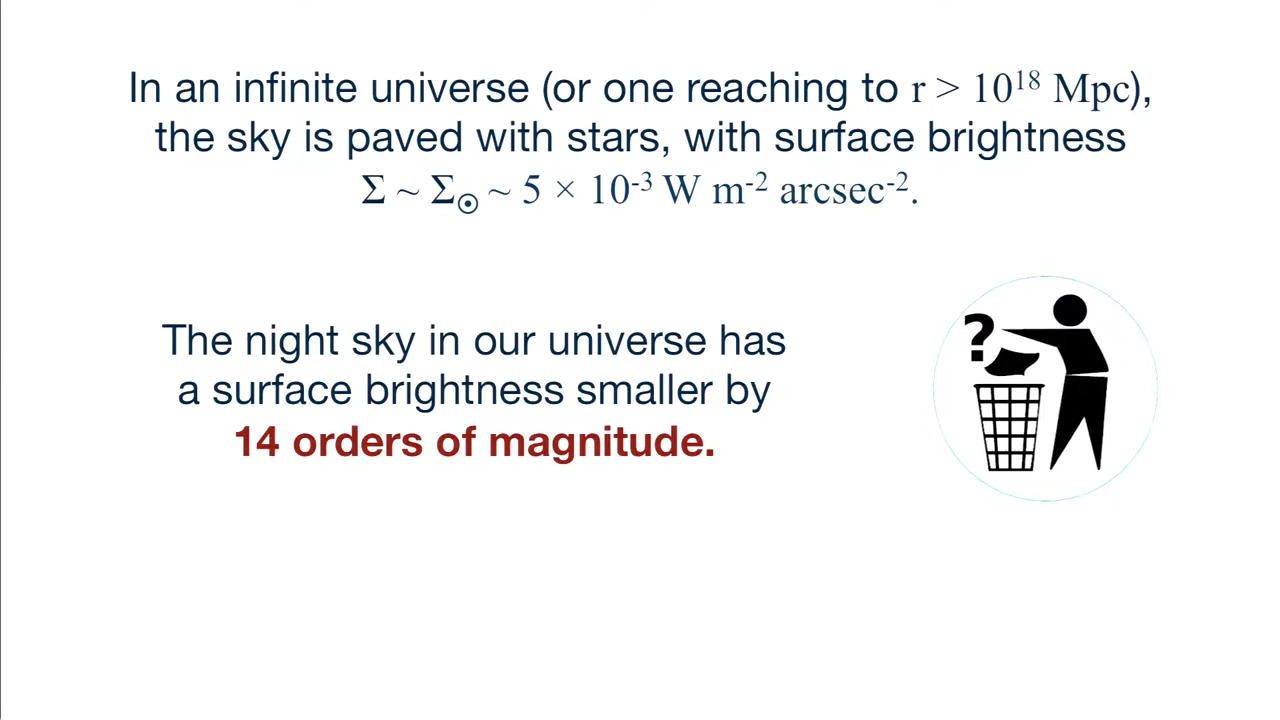 In an infinite universe (or one reaching to r > 10¹⁸ Mpc),
the sky is paved with stars, with surface brightness
Σ ~ Σ☉ ~ 5 × 10⁻³ W m⁻² arcsec⁻².
The night sky in our universe has
a surface brightness smaller by
14 orders of magnitude.
?